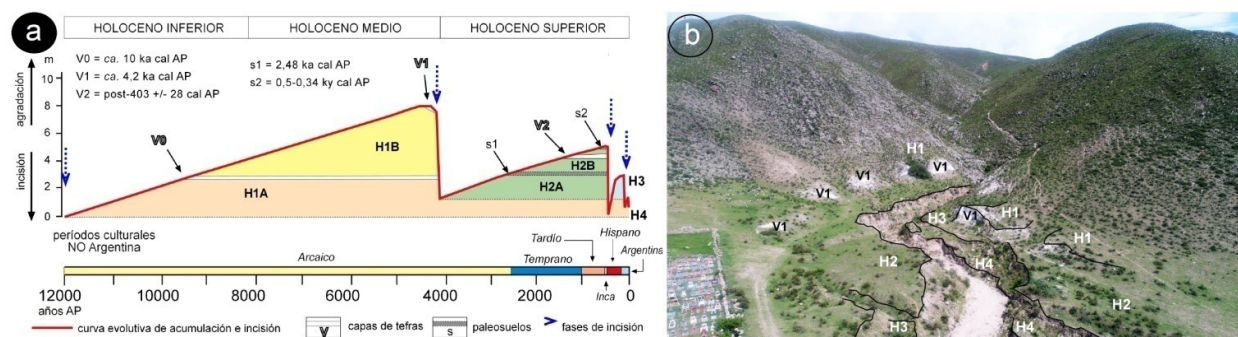 a
HOLOCENO INFERIOR
HOLOCENO MEDIO
HOLOCENO SUPERIOR
m
V0 = ca. 10 ka cal AP
V1 = ca. 4,2 ka cal AP
V2 = post-403 +/- 28 cal AP
s1 = 2,48 ka cal AP
s2 = 0,5-0,34 ky cal AP
agradación
incisión
10
8
6
4
2
0
V0
V1
V2
s1
s2
H1A
H1B
H2A
H2B
H3
H4
períodos culturales
NO Argentina
Arcaico
Temprano
Tardío
Hispano
Argentina
Inca
12000
10000
8000
6000
4000
2000
0
años AP
curva evolutiva de acumulación e incisión
V
capas de tefras
s
paleosuelos
fases de incisión
b
H1
V1
V1
V1
V1
V1
H3
H1
H1
H2
H4
H2
H3
H4